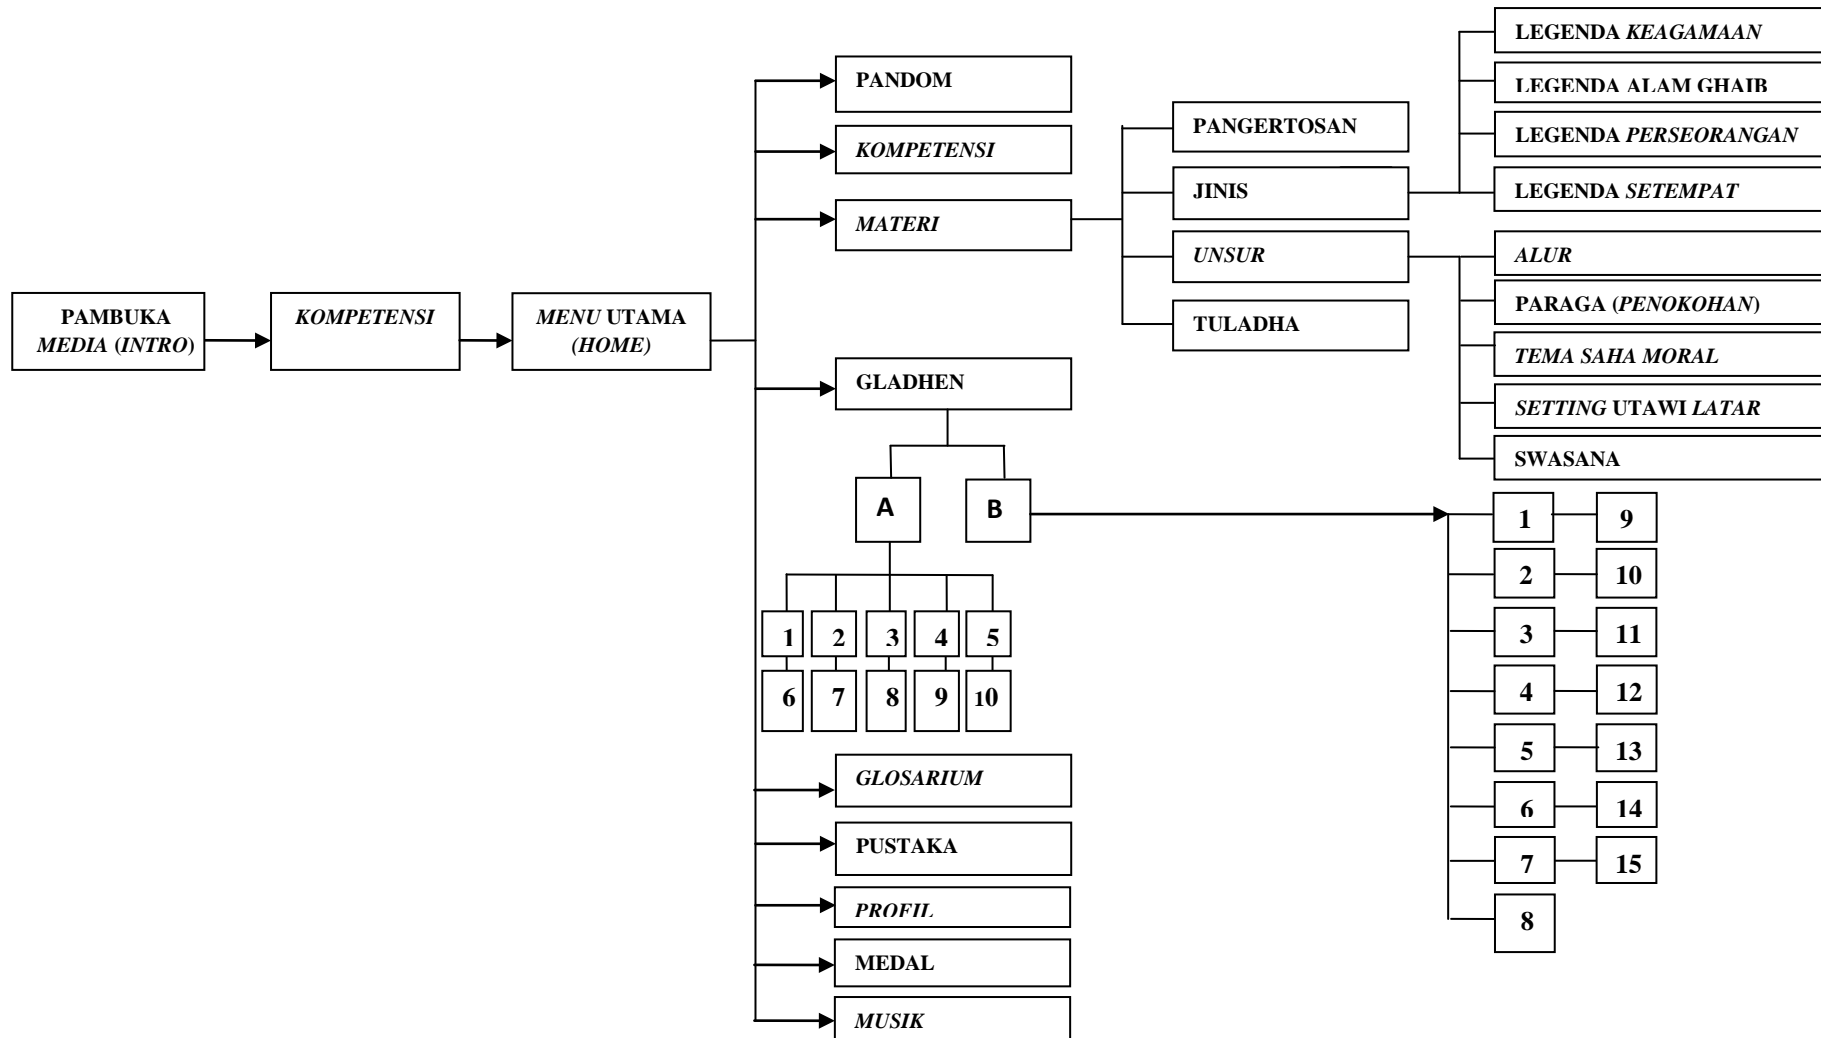 PAMBUKA
MEDIA (INTRO)
KOMPETENSI
MENU UTAMA
(HOME)
PANDOM
KOMPETENSI
MATERI
PANGERTOSAN
JINIS
LEGENDA KEAGAMAAN
LEGENDA ALAM GHAIB
LEGENDA PERSEORANGAN
LEGENDA SETEMPAT
UNSUR
ALUR
PARAGA (PENOKOHAN)
TEMA SAHA MORAL
SETTING UTAWI LATAR
SWASANA
TULADHA
GLADHEN
A
1
2
3
4
5
6
7
8
9
10
B
1
9
2
10
3
11
4
12
5
13
6
14
7
15
8
GLOSARIUM
PUSTAKA
PROFIL
MEDAL
MUSIK